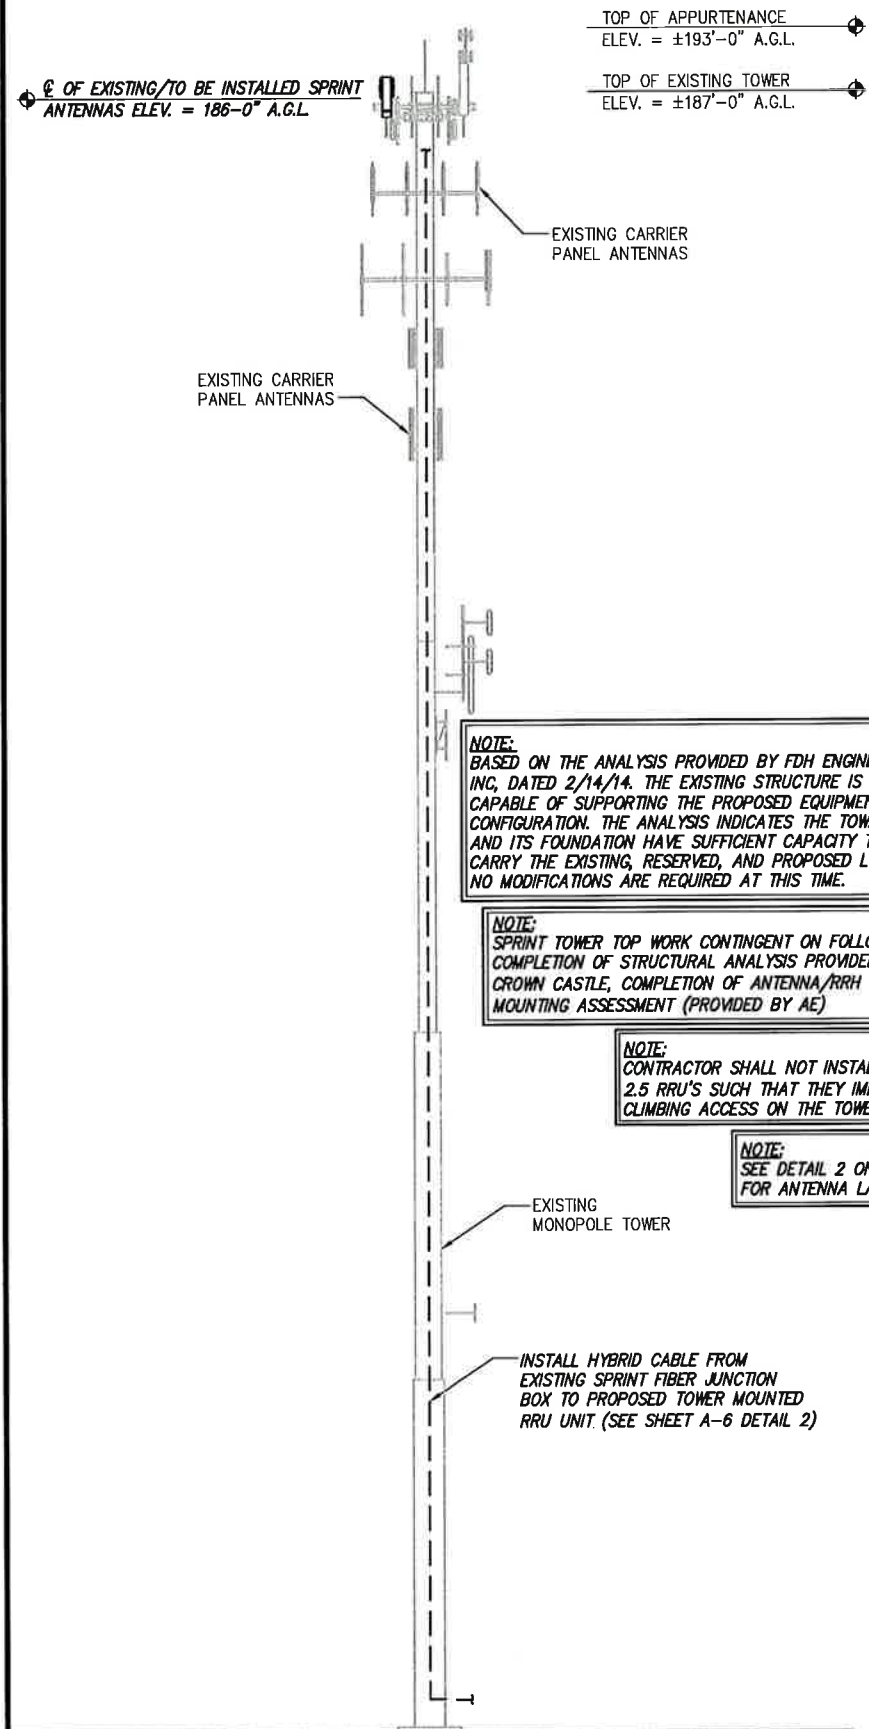 TOP OF APPURTENANCE
ELEV. = ±193'-0" A.G.L.
TOP OF EXISTING TOWER
ELEV. = ±187'-0" A.G.L.
℄ OF EXISTING/TO BE INSTALLED SPRINT
ANTENNAS ELEV. = 186-0" A.G.L.
EXISTING CARRIER
PANEL ANTENNAS
EXISTING CARRIER
PANEL ANTENNAS
NOTE:
BASED ON THE ANALYSIS PROVIDED BY FDH
INC, DATED 2/14/14. THE EXISTING STRUCTURE IS
CAPABLE OF SUPPORTING THE PROPOSED
CONFIGURATION. THE ANALYSIS INDICATES THE
AND ITS FOUNDATION HAVE SUFFICIENT CAPACITY
CARRY THE EXISTING, RESERVED, AND PROPOSED
NO MODIFICATIONS ARE REQUIRED AT THIS TIME.
NOTE:
SPRINT TOWER TOP WORK CONTINGENT ON
COMPLETION OF STRUCTURAL ANALYSIS
CROWN CASTLE, COMPLETION OF ANTENNA/RRH
MOUNTING ASSESSMENT (PROVIDED BY AE)
NOTE:
CONTRACTOR SHALL NOT
2.5 RRU'S SUCH THAT THEY
CLIMBING ACCESS ON THE
NOTE:
SEE DETAIL 2
FOR ANTENNA
EXISTING
MONOPOLE TOWER
INSTALL HYBRID CABLE FROM
EXISTING SPRINT FIBER JUNCTION
BOX TO PROPOSED TOWER MOUNTED
RRU UNIT. (SEE SHEET A-6 DETAIL 2)